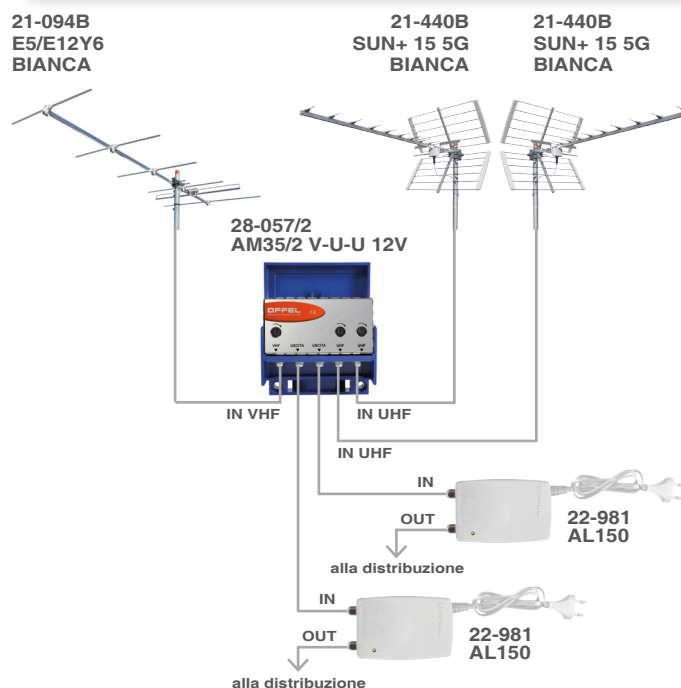 21-094B
E5/E12Y6
BIANCA
21-440B
SUN+ 15 5G
BIANCA
21-440B
SUN+ 15 5G
BIANCA
28-057/2
AM35/2 V-U-U 12V
OFFEL
VHF USCITA USCITA UHF UHF
IN VHF
IN UHF
IN UHF
IN
OUT
22-981
AL150
alla distribuzione
IN
OUT
22-981
AL150
alla distribuzione